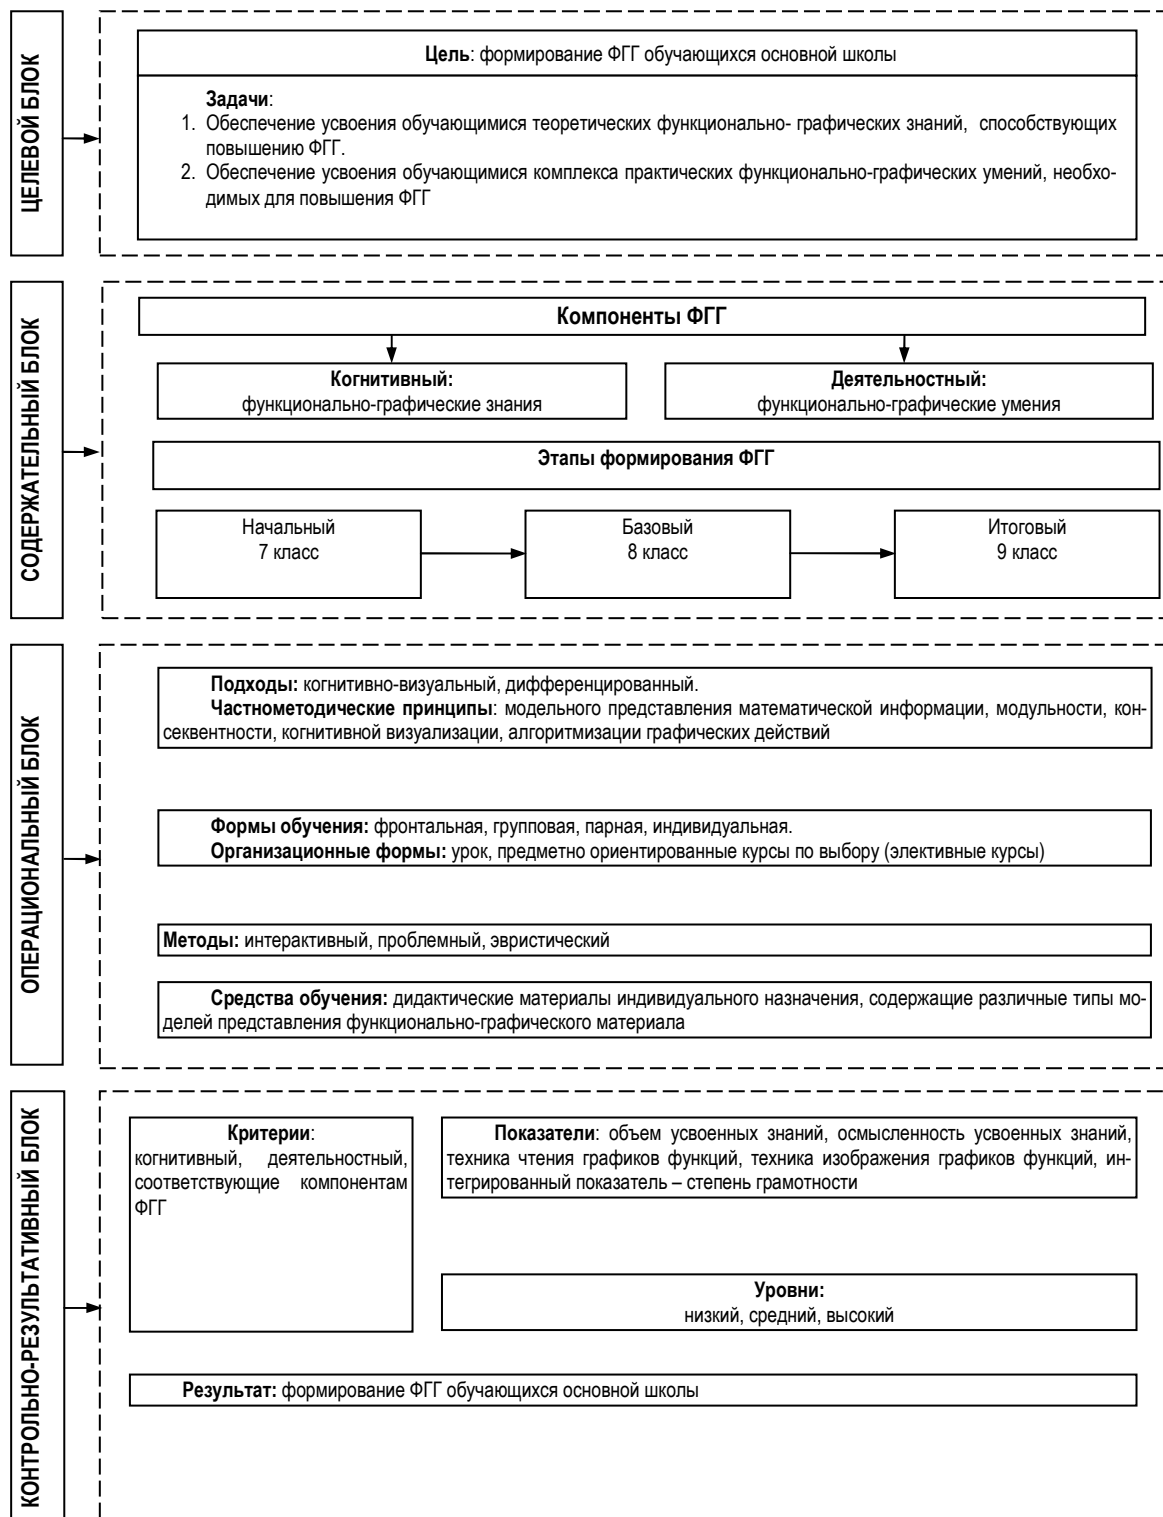 ЦЕЛЕВОЙ БЛОК
Цель: формирование ФГГ обучающихся основной школы
Задачи:
1. Обеспечение усвоения обучающимися теоретических функционально- графических знаний, способствующих
повышению ФГГ.
2. Обеспечение усвоения обучающимися комплекса практических функционально-графических умений, необхо-
димых для повышения ФГГ
СОДЕРЖАТЕЛЬНЫЙ БЛОК
Компоненты ФГГ
Когнитивный:
функционально-графические знания
Деятельностный:
функционально-графические умения
Этапы формирования ФГГ
Начальный
7 класс
Базовый
8 класс
Итоговый
9 класс
ОПЕРАЦИОНАЛЬНЫЙ БЛОК
Подходы: когнитивно-визуальный, дифференцированный.
Частнометодические принципы: модельного представления математической информации, модульности, кон-
секвентности, когнитивной визуализации, алгоритмизации графических действий
Формы обучения: фронтальная, групповая, парная, индивидуальная.
Организационные формы: урок, предметно ориентированные курсы по выбору (элективные курсы)
Методы: интерактивный, проблемный, эвристический
Средства обучения: дидактические материалы индивидуального назначения, содержащие различные типы мо-
делей представления функционально-графического материала
КОНТРОЛЬНО-РЕЗУЛЬТАТИВНЫЙ БЛОК
Критерии:
когнитивный, деятельностный,
соответствующие компонентам
ФГГ
Показатели: объем усвоенных знаний, осмысленность усвоенных знаний,
техника чтения графиков функций, техника изображения графиков функций, ин-
тегрированный показатель – степень грамотности
Уровни:
низкий, средний, высокий
Результат: формирование ФГГ обучающихся основной школы